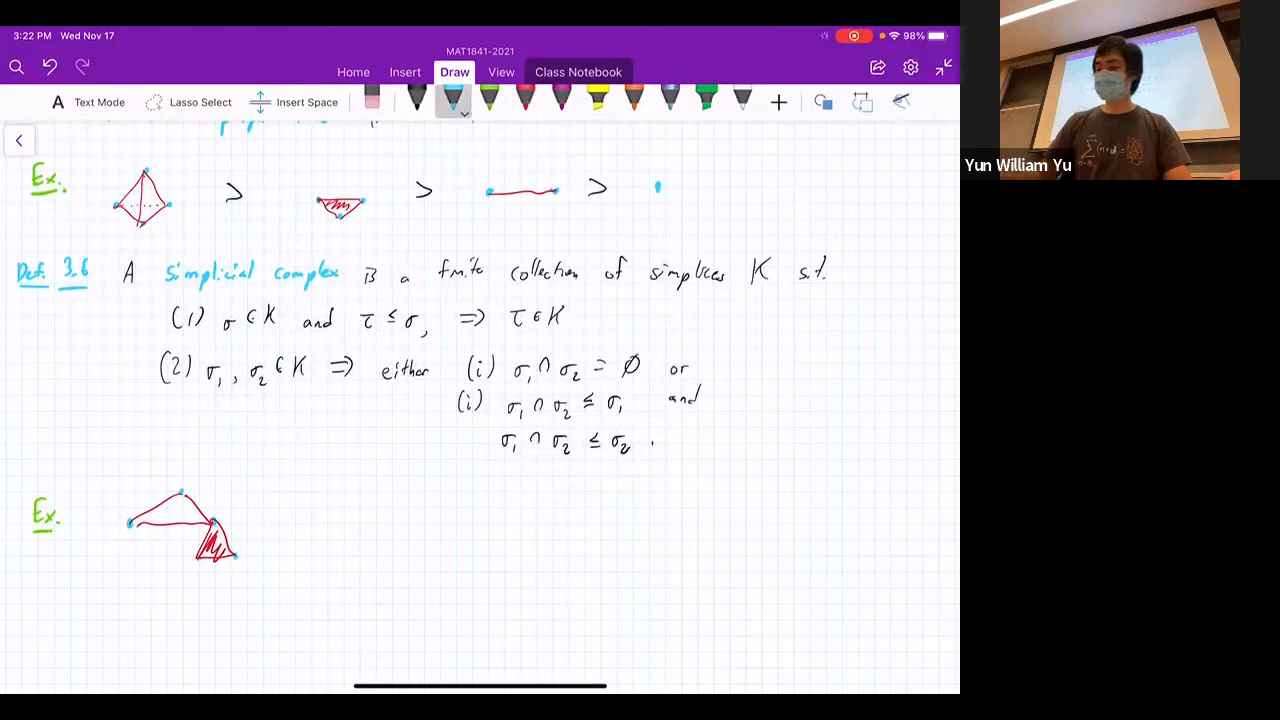 3:22 PM Wed Nov 17
98%
MAT1841-2021
Home Insert Draw View Class Notebook
A Text Mode Lasso Select Insert Space
Yun William Yu
Ex.
> > >
Def. 3.6 A simplicial complex is a finite collection of simplices K s.t.
(1) σ ∈ K and τ ≤ σ, ⇒ τ ∈ K
(2) σ₁, σ₂ ∈ K ⇒ either (i) σ₁ ∩ σ₂ = ∅ or
(i) σ₁ ∩ σ₂ ≤ σ₁ and
σ₁ ∩ σ₂ ≤ σ₂ .
Ex.